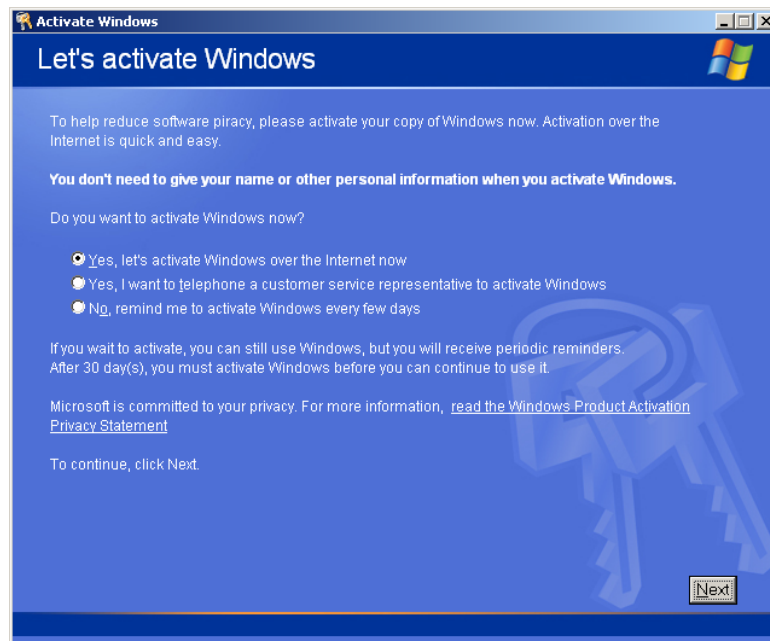 Activate Windows
Let's activate Windows
To help reduce software piracy, please activate your copy of Windows now. Activation over the
Internet is quick and easy.
You don't need to give your name or other personal information when you activate Windows.
Do you want to activate Windows now?
Yes, let's activate Windows over the Internet now
Yes, I want to telephone a customer service representative to activate Windows
No, remind me to activate Windows every few days
If you wait to activate, you can still use Windows, but you will receive periodic reminders.
After 30 day(s), you must activate Windows before you can continue to use it.
Microsoft is committed to your privacy. For more information, read the Windows Product Activation
Privacy Statement
To continue, click Next.
Next